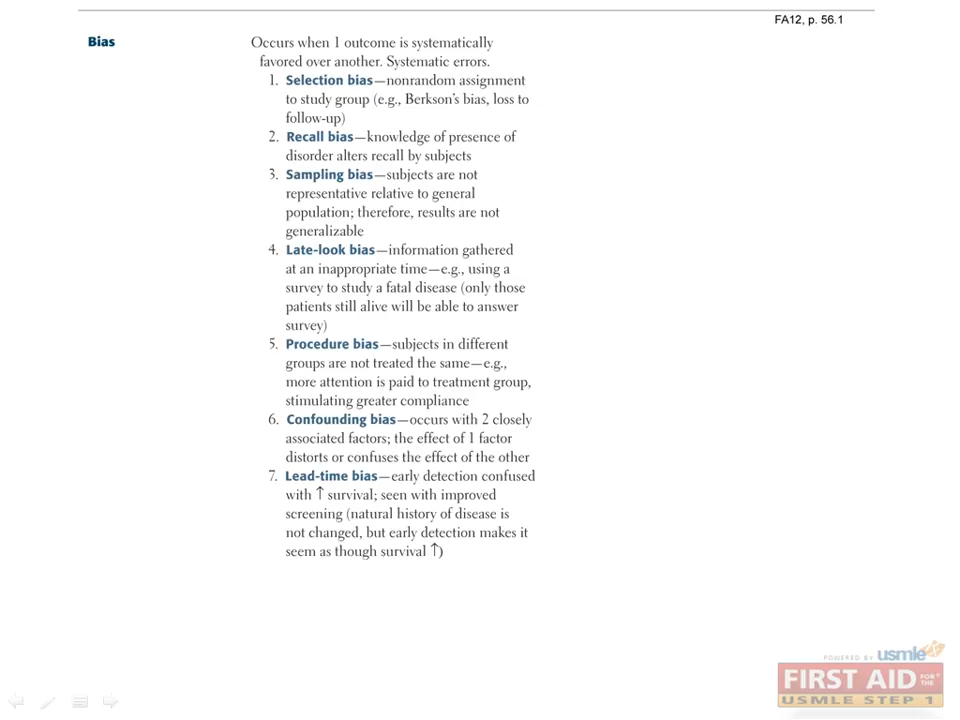 FA12, p. 56.1
Bias
Occurs when 1 outcome is systematically
favored over another. Systematic errors.
1. Selection bias—nonrandom assignment
to study group (e.g., Berkson's bias, loss to
follow-up)
2. Recall bias—knowledge of presence of
disorder alters recall by subjects
3. Sampling bias—subjects are not
representative relative to general
population; therefore, results are not
generalizable
4. Late-look bias—information gathered
at an inappropriate time—e.g., using a
survey to study a fatal disease (only those
patients still alive will be able to answer
survey)
5. Procedure bias—subjects in different
groups are not treated the same—e.g.,
more attention is paid to treatment group,
stimulating greater compliance
6. Confounding bias—occurs with 2 closely
associated factors; the effect of 1 factor
distorts or confuses the effect of the other
7. Lead-time bias—early detection confused
with ↑ survival; seen with improved
screening (natural history of disease is
not changed, but early detection makes it
seem as though survival ↑)
POWERED BY usmle
FIRST AID FOR THE®
USMLE STEP 1